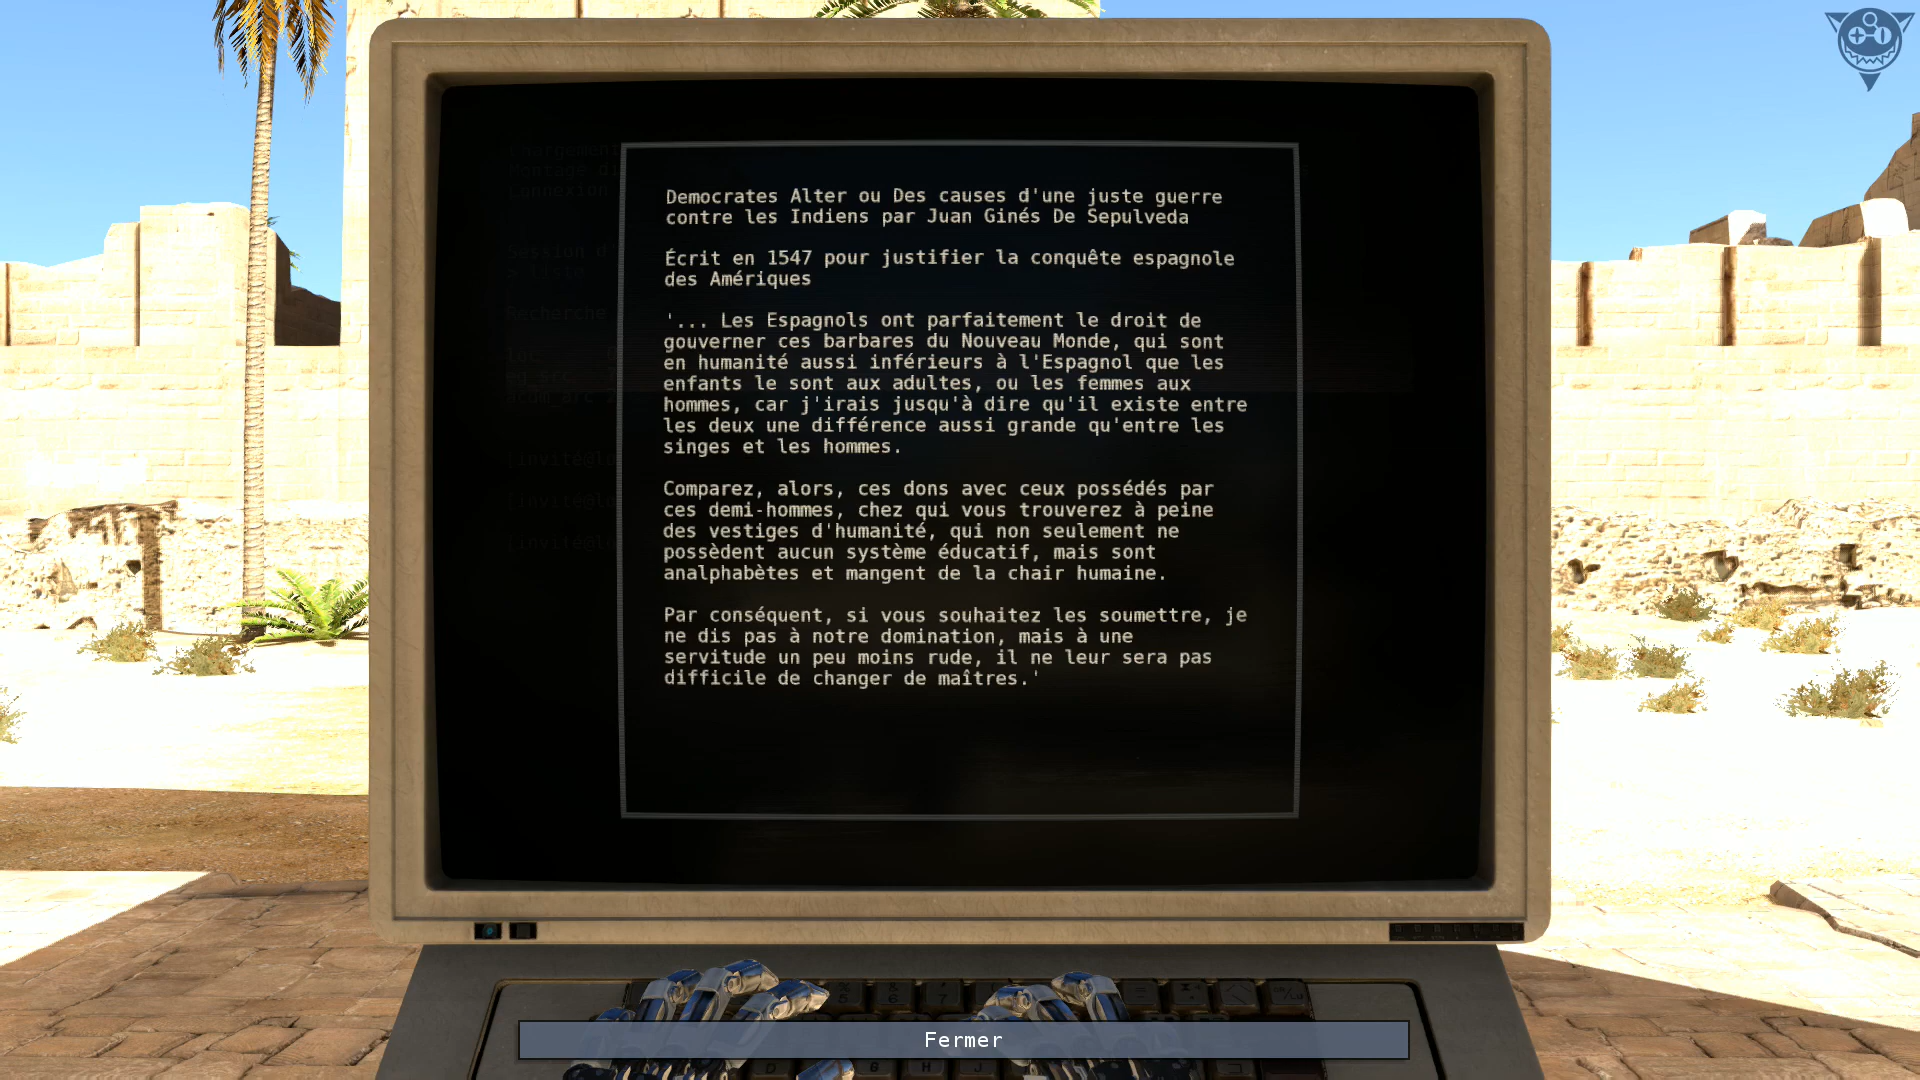 Democrates Alter ou Des causes d'une juste guerre
contre les Indiens par Juan Ginés De Sepulveda
Écrit en 1547 pour justifier la conquête espagnole
des Amériques
'... Les Espagnols ont parfaitement le droit de
gouverner ces barbares du Nouveau Monde, qui sont
en humanité aussi inférieurs à l'Espagnol que les
enfants le sont aux adultes, ou les femmes aux
hommes, car j'irais jusqu'à dire qu'il existe entre
les deux une différence aussi grande qu'entre les
singes et les hommes.
Comparez, alors, ces dons avec ceux possédés par
ces demi-hommes, chez qui vous trouverez à peine
des vestiges d'humanité, qui non seulement ne
possèdent aucun système éducatif, mais sont
analphabètes et mangent de la chair humaine.
Par conséquent, si vous souhaitez les soumettre, je
ne dis pas à notre domination, mais à une
servitude un peu moins rude, il ne leur sera pas
difficile de changer de maîtres.'
Fermer